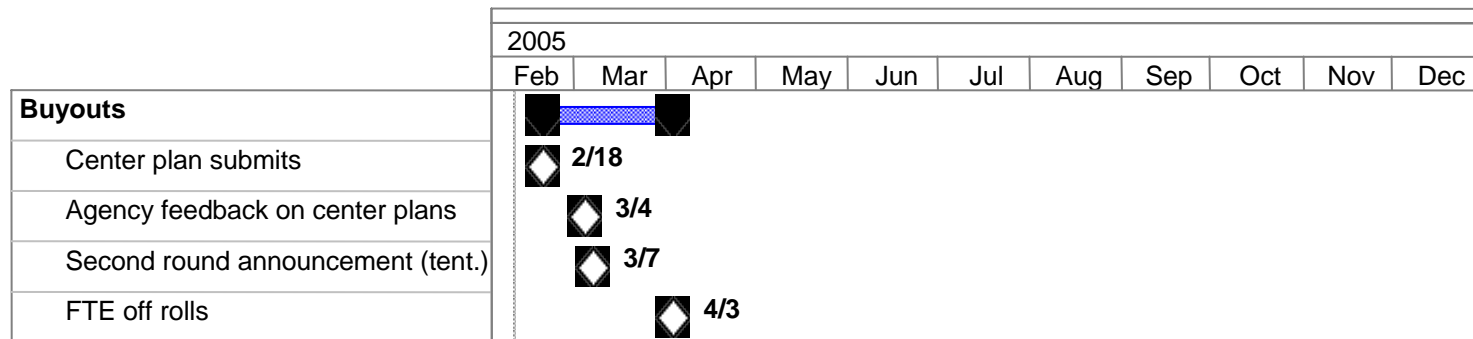 2005
Feb Mar Apr May Jun Jul Aug Sep Oct Nov Dec
Buyouts
Center plan submits 2/18
Agency feedback on center plans 3/4
Second round announcement (tent.) 3/7
FTE off rolls 4/3